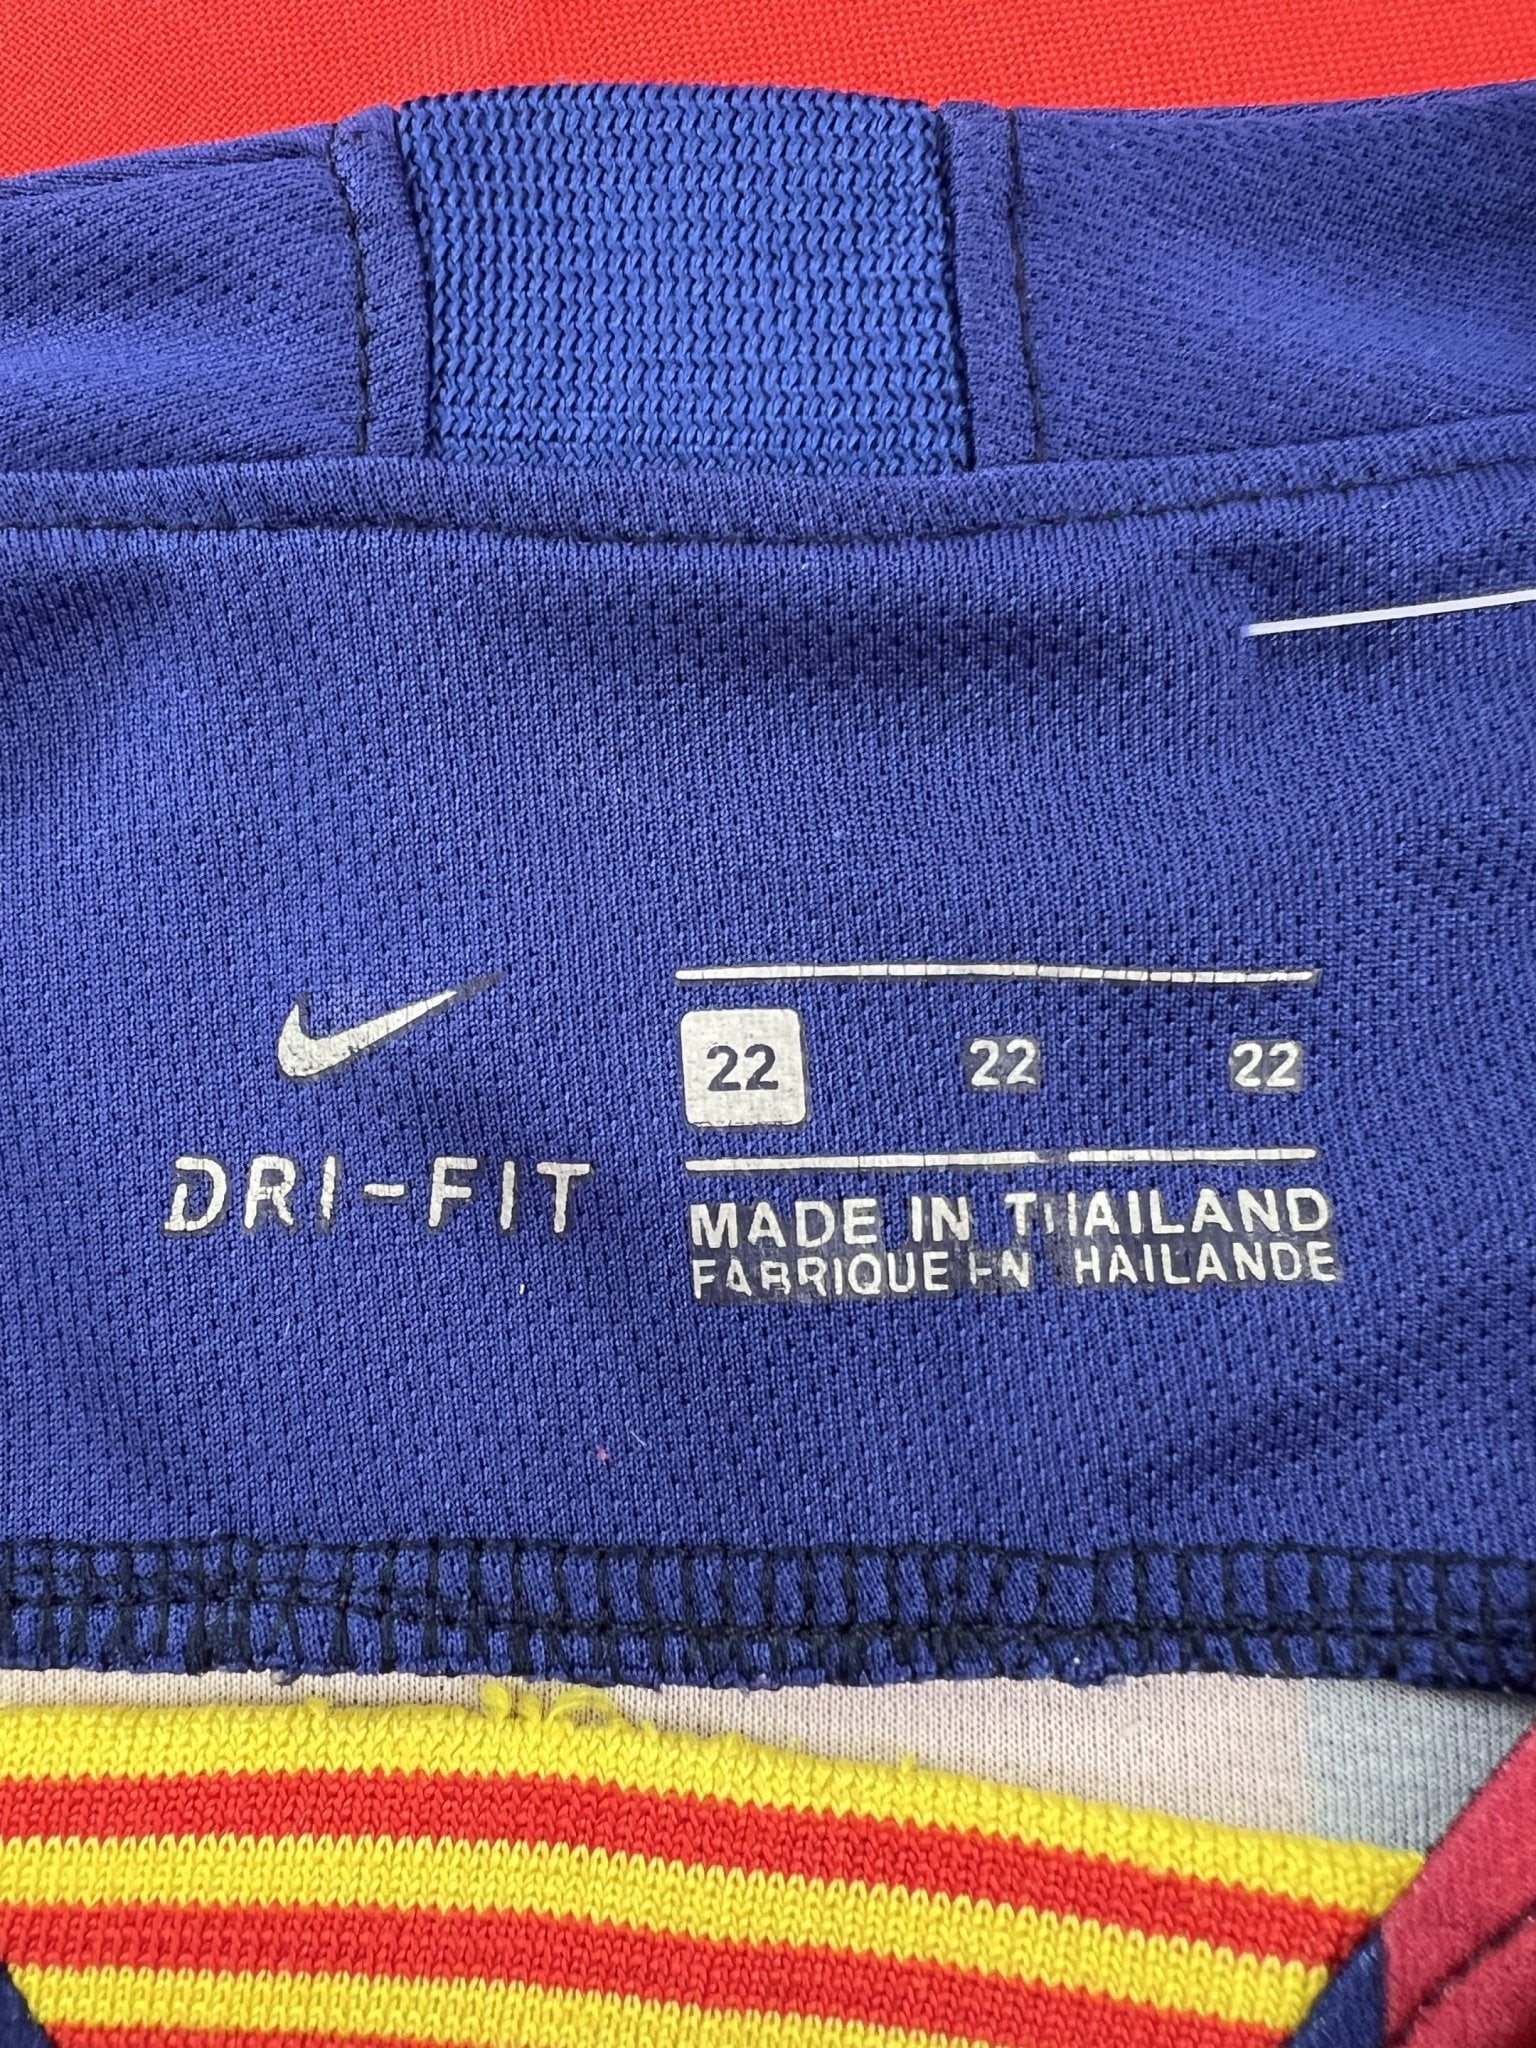 22 22 22
DRI-FIT
MADE IN THAILAND
FABRIQUE EN THAILANDE